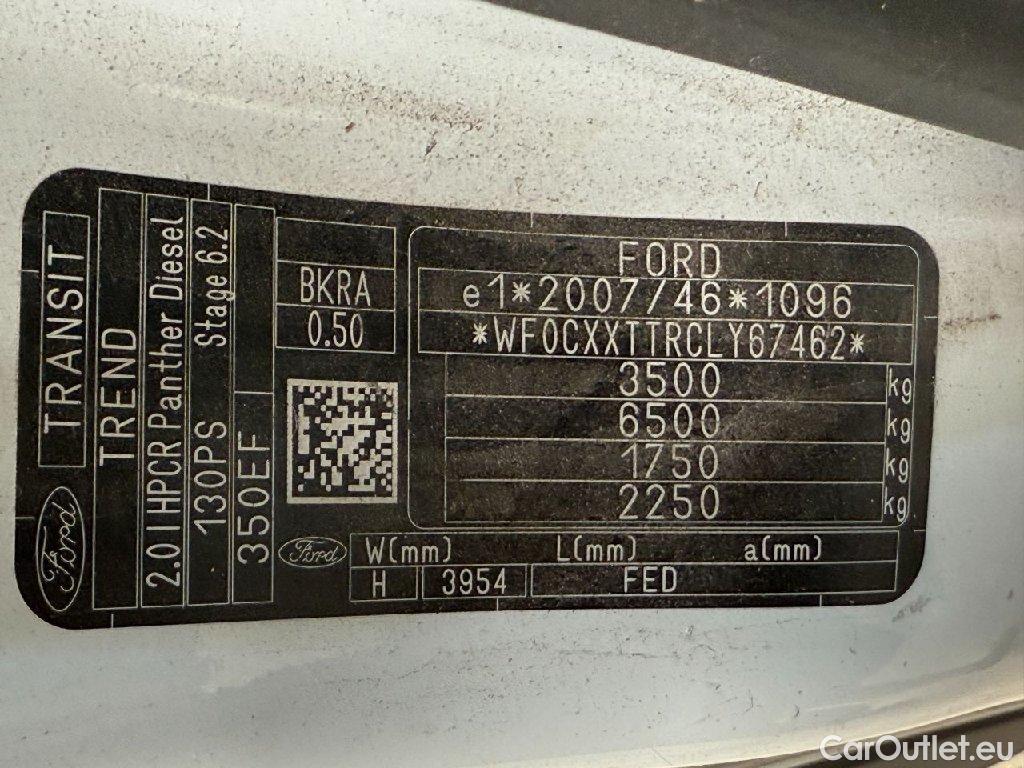 Ford
TRANSIT
TREND
2.0 l HPCR Panther Diesel
130PS Stage 6.2
350EF
BKRA
0.50
FORD
e1*2007/46*1096
*WF0CXXTTRCLY67462*
3500 kg
6500 kg
1750 kg
2250 kg
Ford
W(mm) L(mm) a(mm)
H 3954 FED
CarOutlet.eu